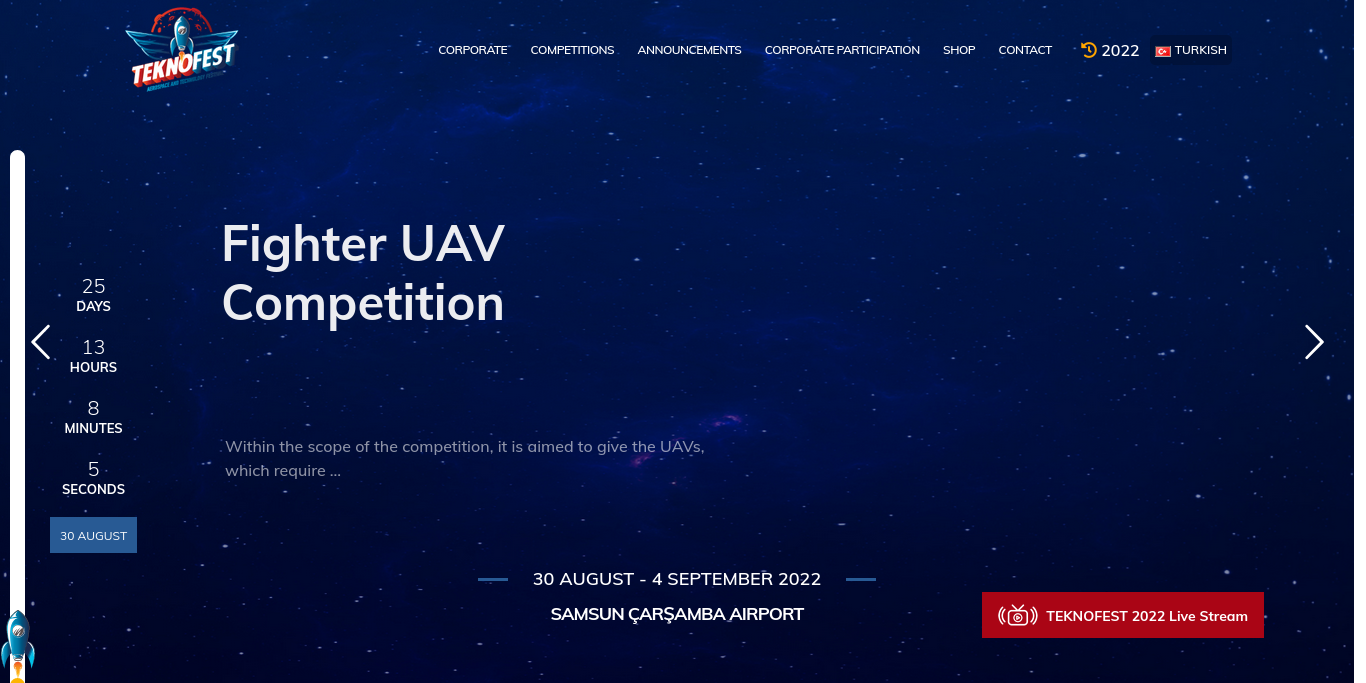 TEKNOFEST
AEROSPACE AND TECHNOLOGY FESTIVAL
CORPORATE
COMPETITIONS
ANNOUNCEMENTS
CORPORATE PARTICIPATION
SHOP
CONTACT
2022
TURKISH
Fighter UAV
Competition
25
DAYS
13
HOURS
8
MINUTES
5
SECONDS
30 AUGUST
Within the scope of the competition, it is aimed to give the UAVs,
which require ...
30 AUGUST - 4 SEPTEMBER 2022
SAMSUN ÇARŞAMBA AIRPORT
TEKNOFEST 2022 Live Stream